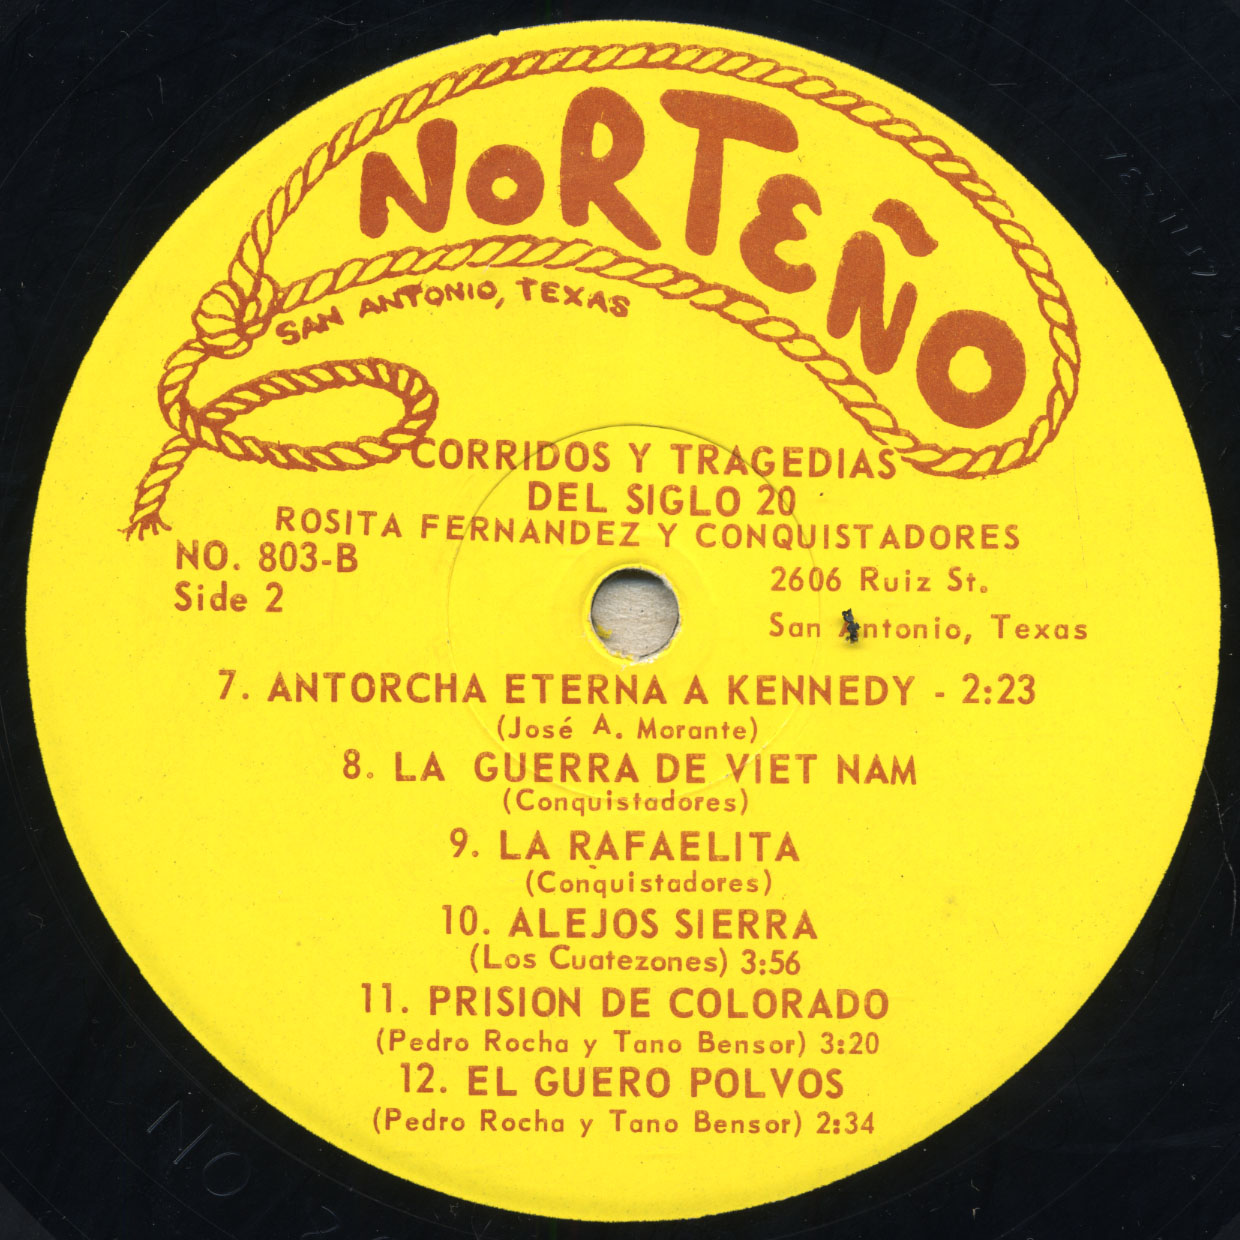 NORTEÑO
SAN ANTONIO, TEXAS
CORRIDOS Y TRAGEDIAS
DEL SIGLO 20
ROSITA FERNANDEZ Y CONQUISTADORES
NO. 803-B
Side 2
2606 Ruiz St.
San Antonio, Texas
7. ANTORCHA ETERNA A KENNEDY - 2:23
(José A. Morante)
8. LA GUERRA DE VIET NAM
(Conquistadores)
9. LA RAFAELITA
(Conquistadores)
10. ALEJOS SIERRA
(Los Cuatezones) 3:56
11. PRISION DE COLORADO
(Pedro Rocha y Tano Bensor) 3:20
12. EL GUERO POLVOS
(Pedro Rocha y Tano Bensor) 2:34
NO